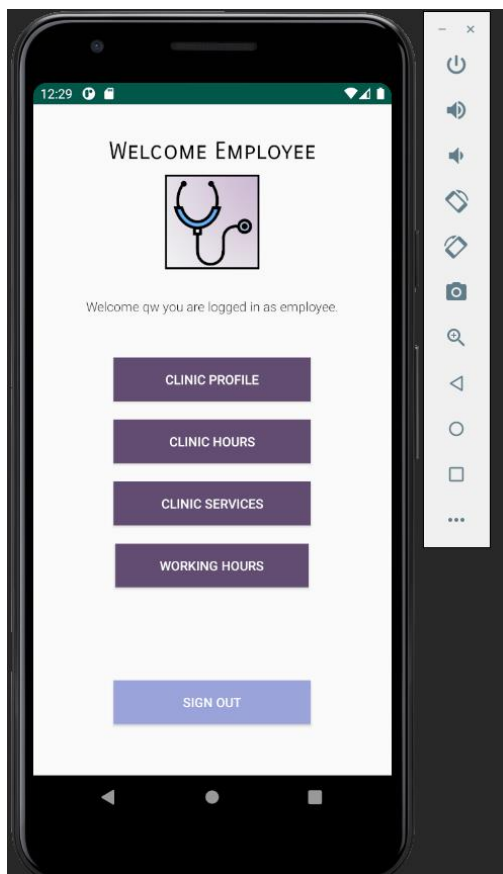 12:29
WELCOME EMPLOYEE
Welcome qw you are logged in as employee.
CLINIC PROFILE
CLINIC HOURS
CLINIC SERVICES
WORKING HOURS
SIGN OUT